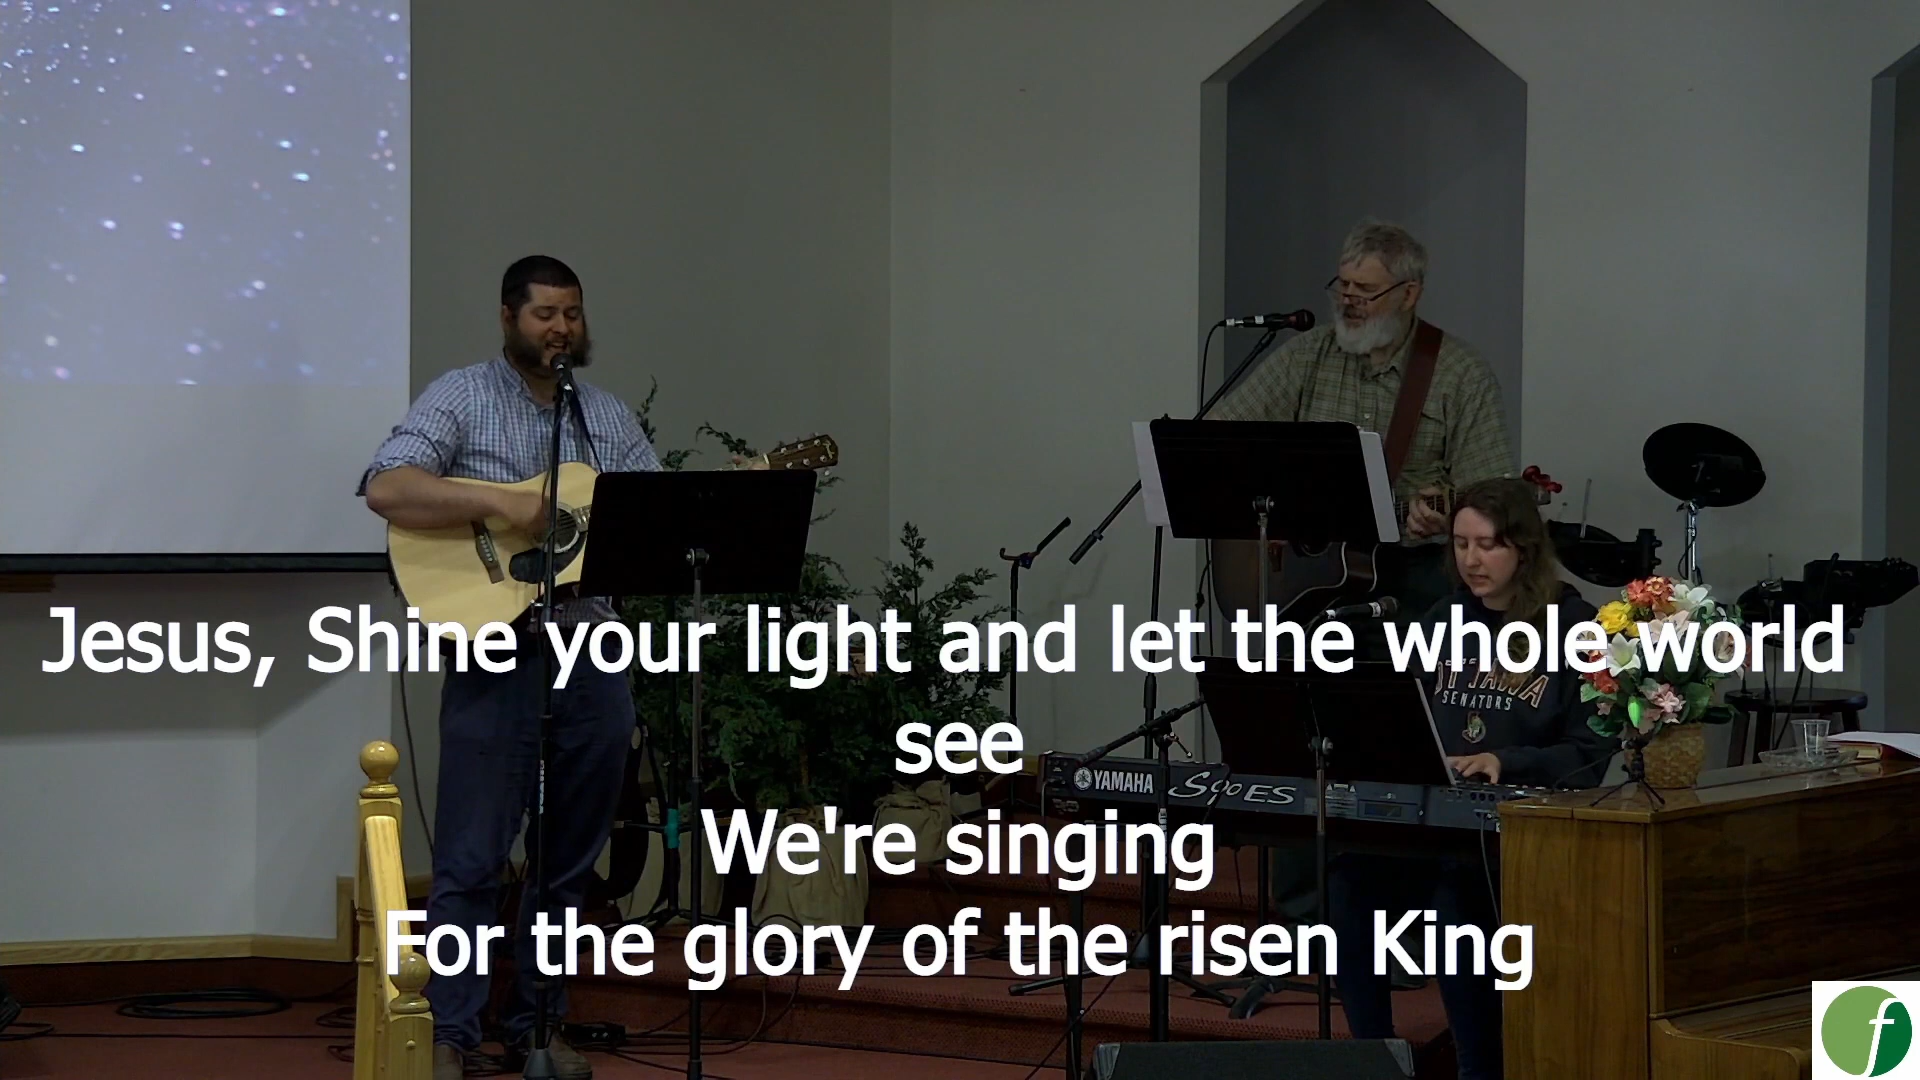 Jesus, Shine your light and let the whole world
see
We're singing
For the glory of the risen King
SENATORS
YAMAHA
S90 ES
f